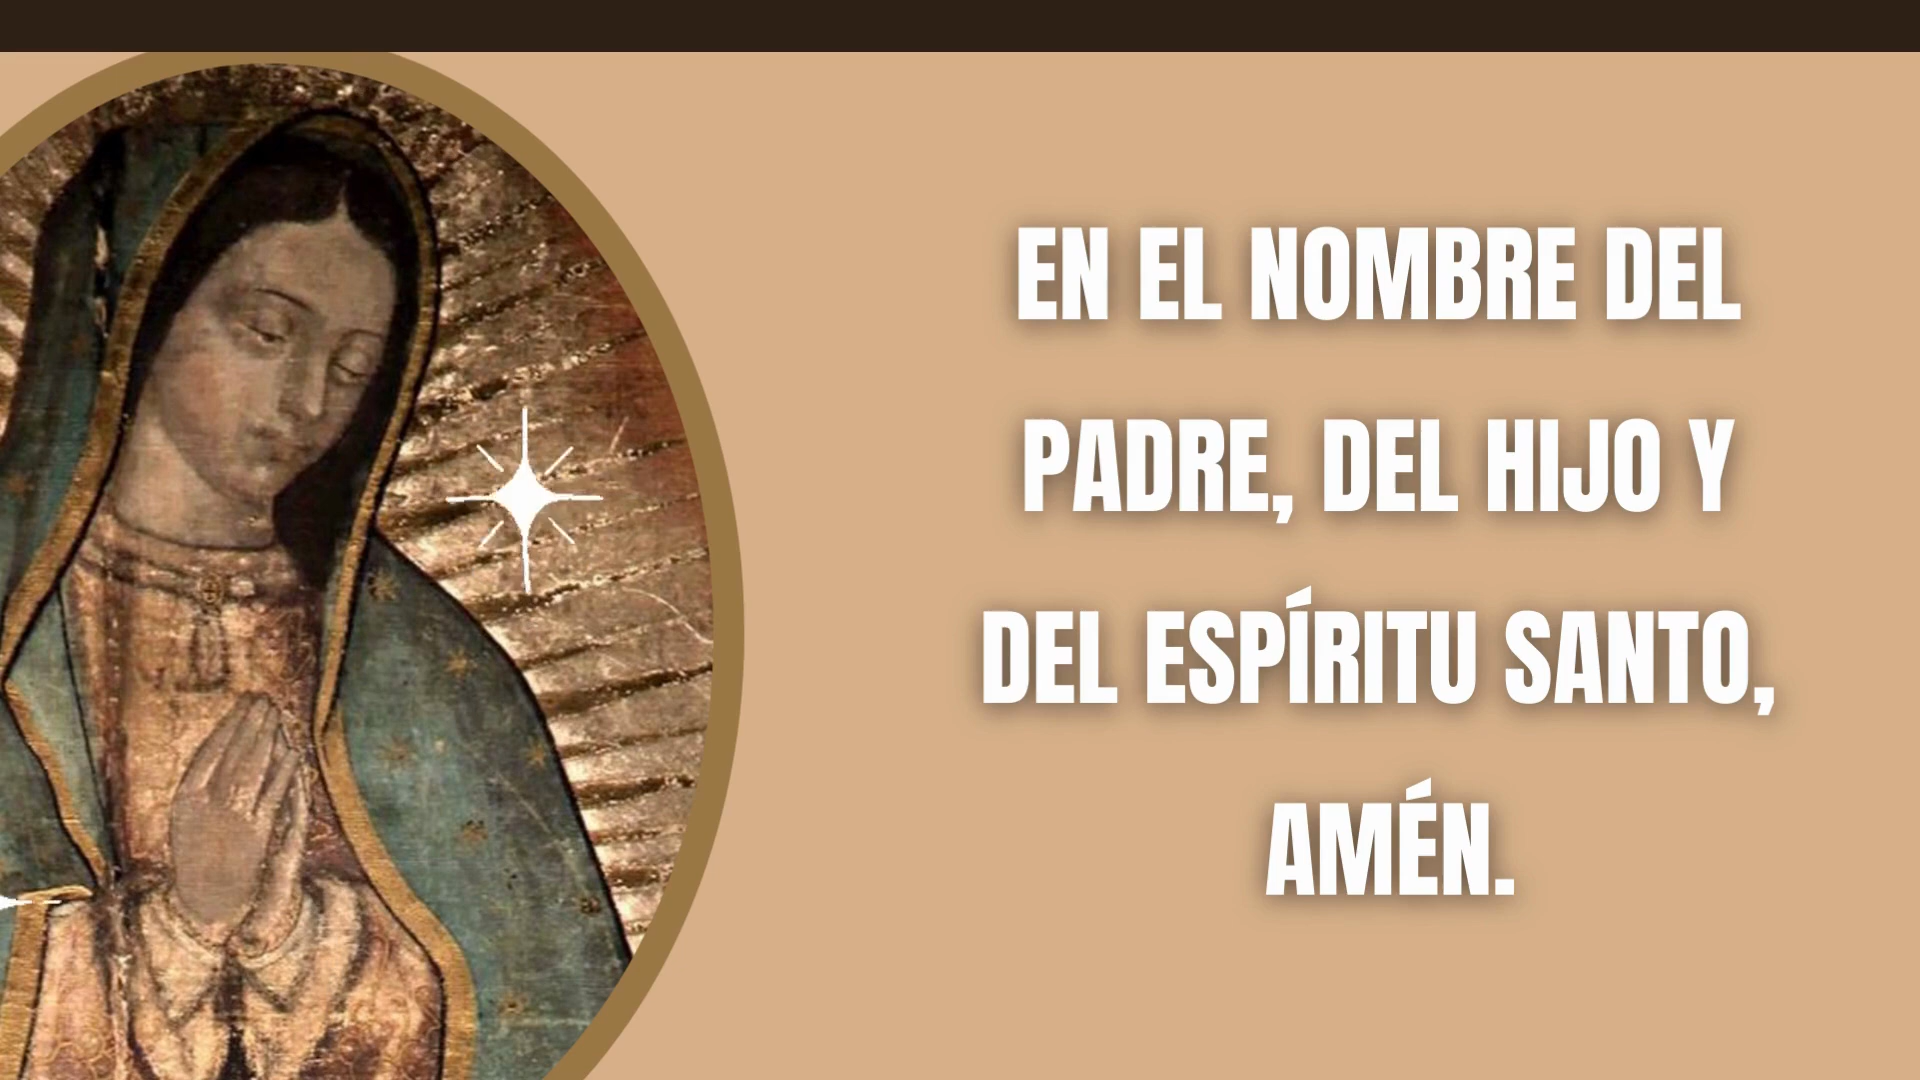 EN EL NOMBRE DEL
PADRE, DEL HIJO Y
DEL ESPÍRITU SANTO,
AMÉN.